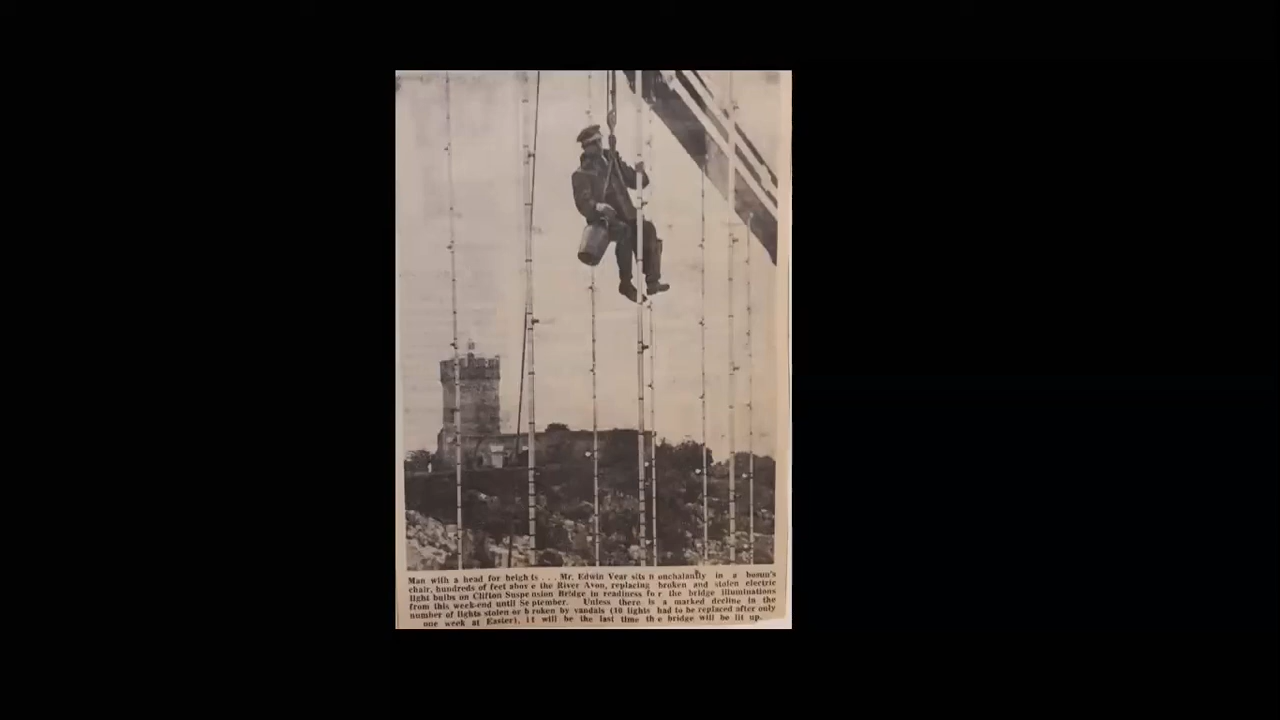 Man with a head for heights . . . Mr. Edwin Vear sits nonchalantly in a bosun's
chair, hundreds of feet above the River Avon, replacing broken and stolen electric
light bulbs on Clifton Suspension Bridge in readiness for the bridge illuminations
from this week-end until September. Unless there is a marked decline in the
number of lights stolen or broken by vandals (10 lights had to be replaced after only
one week at Easter), it will be the last time the bridge will be lit up.